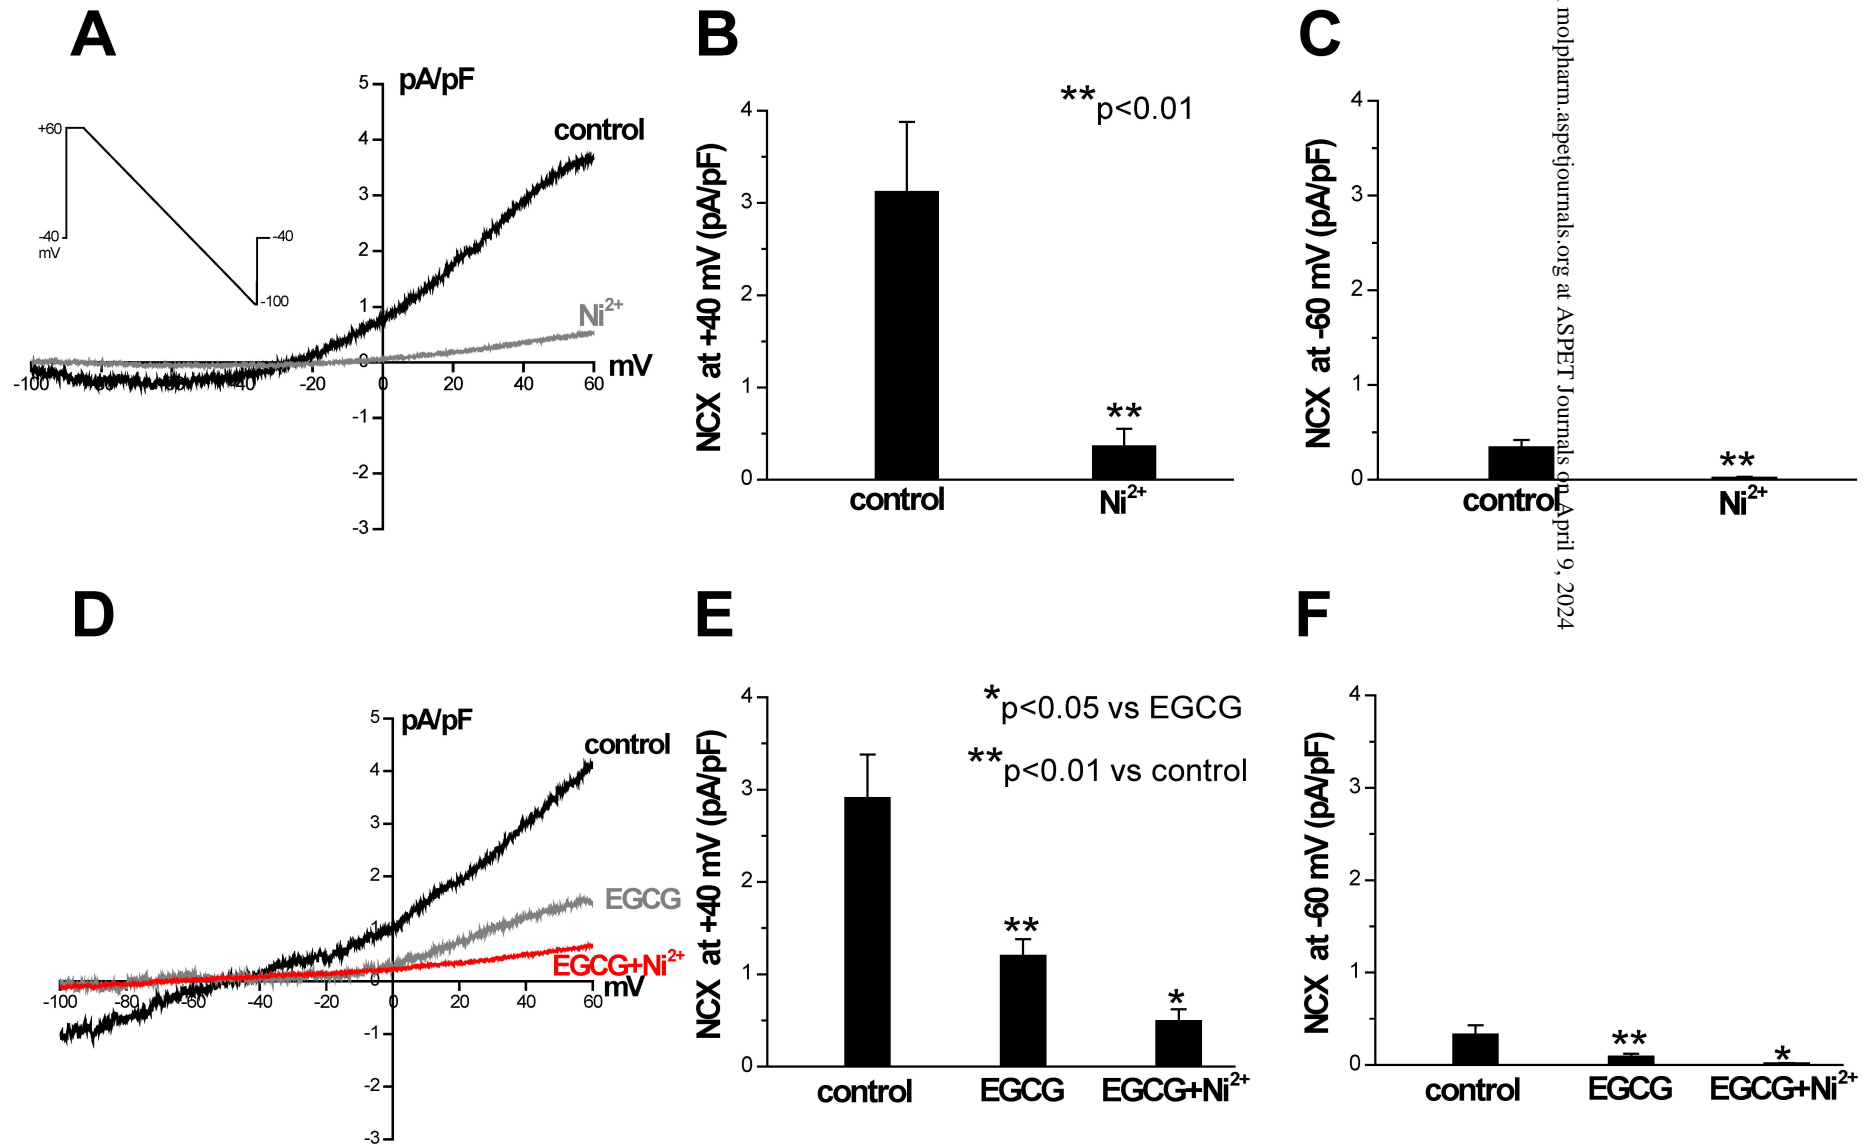 A
pA/pF
5
4
3
2
1
0
-1
-2
-3
control
Ni2+
mV
-100
-40
-20
0
20
40
60
+60
-40
mV
-40
-100
B
NCX at +40 mV (pA/pF)
4
3
2
1
0
**p<0.01
**
control
Ni2+
C
NCX at -60 mV (pA/pF)
4
3
2
1
0
**
control
Ni2+
molpharm.aspetjournals.org at ASPET Journals on April 9, 2024
D
pA/pF
5
4
3
2
1
0
-1
-2
-3
control
EGCG
EGCG+Ni2+
mV
-100
-80
-60
-40
-20
0
20
40
60
E
NCX at +40 mV (pA/pF)
4
3
2
1
0
*p<0.05 vs EGCG
**p<0.01 vs control
**
*
control
EGCG
EGCG+Ni2+
F
NCX at -60 mV (pA/pF)
4
3
2
1
0
**
*
control
EGCG
EGCG+Ni2+